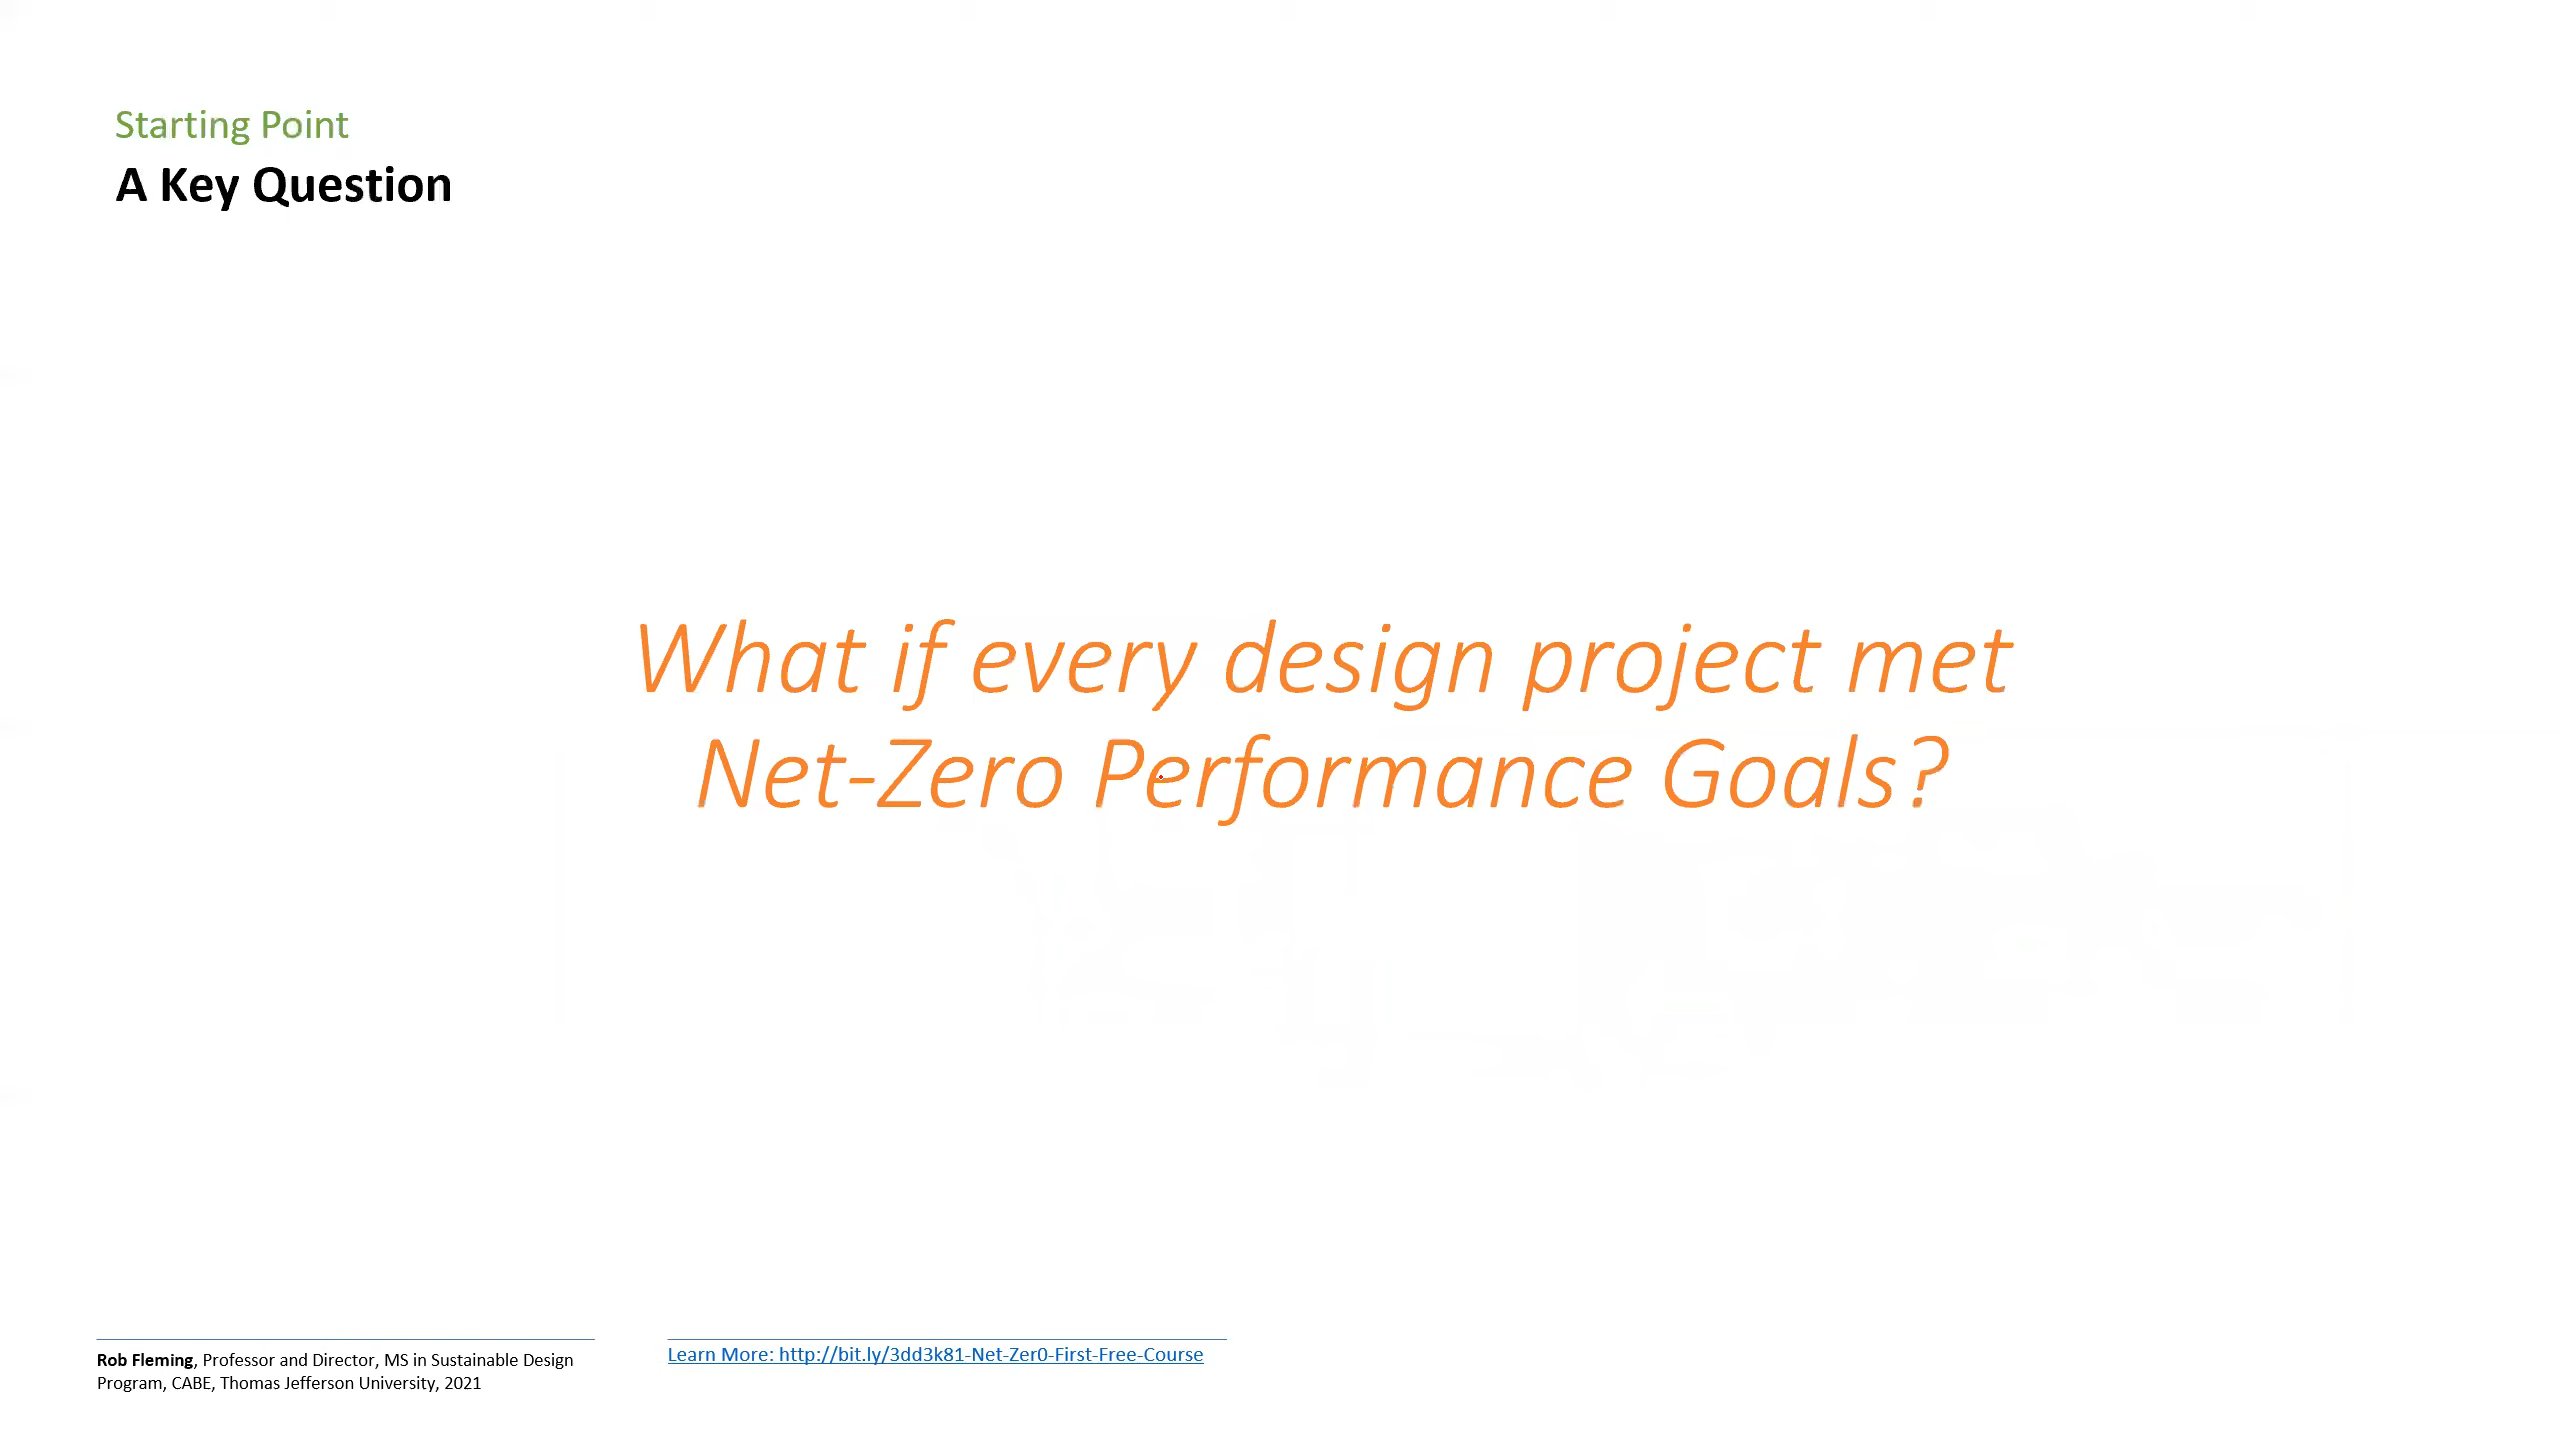 Starting Point
A Key Question
What if every design project met
Net-Zero Performance Goals?
Rob Fleming, Professor and Director, MS in Sustainable Design
Program, CABE, Thomas Jefferson University, 2021
Learn More: http://bit.ly/3dd3k81-Net-Zer0-First-Free-Course